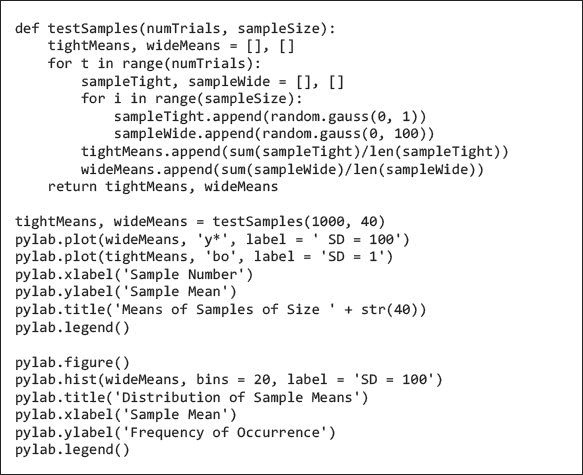 def testSamples(numTrials, sampleSize):
    tightMeans, wideMeans = [], []
    for t in range(numTrials):
        sampleTight, sampleWide = [], []
        for i in range(sampleSize):
            sampleTight.append(random.gauss(0, 1))
            sampleWide.append(random.gauss(0, 100))
        tightMeans.append(sum(sampleTight)/len(sampleTight))
        wideMeans.append(sum(sampleWide)/len(sampleWide))
    return tightMeans, wideMeans

tightMeans, wideMeans = testSamples(1000, 40)
pylab.plot(wideMeans, 'y*', label = ' SD = 100')
pylab.plot(tightMeans, 'bo', label = 'SD = 1')
pylab.xlabel('Sample Number')
pylab.ylabel('Sample Mean')
pylab.title('Means of Samples of Size ' + str(40))
pylab.legend()

pylab.figure()
pylab.hist(wideMeans, bins = 20, label = 'SD = 100')
pylab.title('Distribution of Sample Means')
pylab.xlabel('Sample Mean')
pylab.ylabel('Frequency of Occurrence')
pylab.legend()